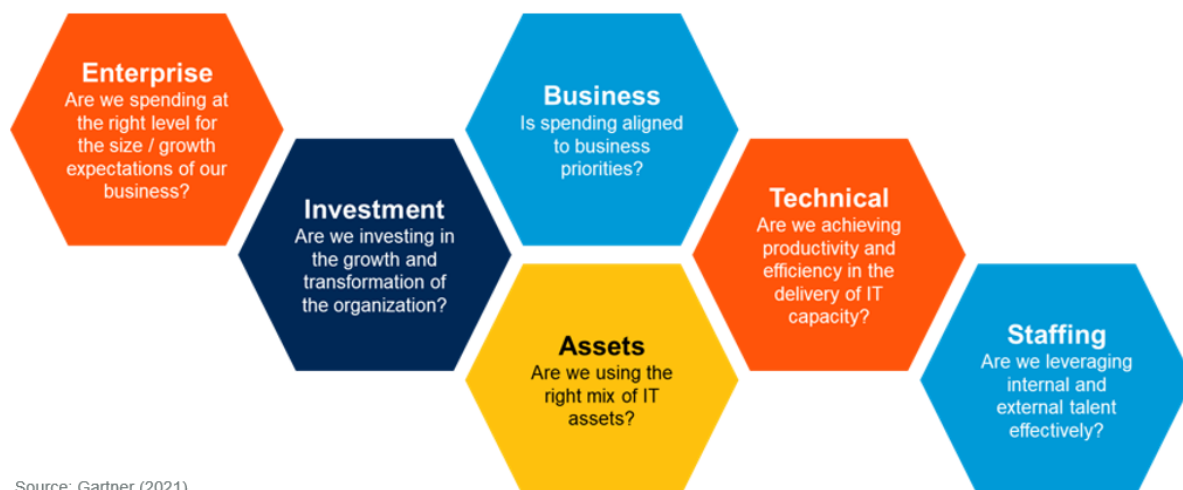 Enterprise
Are we spending at
the right level for
the size / growth
expectations of our
business?
Investment
Are we investing in
the growth and
transformation of
the organization?
Business
Is spending aligned
to business
priorities?
Assets
Are we using the
right mix of IT
assets?
Technical
Are we achieving
productivity and
efficiency in the
delivery of IT
capacity?
Staffing
Are we leveraging
internal and
external talent
effectively?
Source: Gartner (2021)